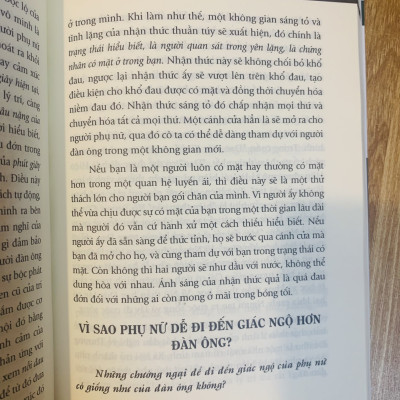 ở trong mình. Khi làm như thế, một không gian sáng tỏ và
tĩnh lặng của nhận thức thuần túy sẽ xuất hiện, đó chính là
trạng thái hiểu biết, là người quan sát trong yên lặng, là chứng
nhân có mặt ở trong bạn. Nhận thức này sẽ không chối bỏ khổ
đau, ngược lại nhận thức ấy sẽ vượt lên trên khổ đau, tạo
điều kiện cho khổ đau được có mặt và đồng thời chuyển hóa
niềm đau đó. Nhận thức sáng tỏ đó chấp nhận mọi thứ và
chuyển hóa tất cả mọi thứ. Một cánh cửa hẳn là sẽ mở ra cho
người phụ nữ, qua đó cô ta có thể dễ dàng tham dự với người
đàn ông trong một không gian mới.
Nếu bạn là một người luôn có mặt hay thường có mặt
hơn trong một quan hệ luyến ái, thì điều này sẽ là một thử
thách lớn cho người bạn gối chăn của mình. Vì người ấy không
thể vừa chịu được sự có mặt của bạn trong một thời gian lâu dài
mà người đó vẫn cư hành xử một cách thiếu hiểu biết. Nếu
người ấy đã sẵn sàng để thức tỉnh, họ sẽ bước qua cánh cửa mà
bạn đã mở cho họ, và cùng tham dự với bạn trong trạng thái có
mặt. Còn không thì hai người sẽ như dầu với nước, không thể
dung hòa với nhau. Ánh sáng của nhận thức quả là quá đau
đớn đối với những ai còn mong ở mãi trong bóng tối.
VÌ SAO PHỤ NỮ DỄ ĐI ĐẾN GIÁC NGỘ HƠN
ĐÀN ÔNG?
Những chướng ngại để đi đến giác ngộ của phụ nữ
có giống như của đàn ông không?